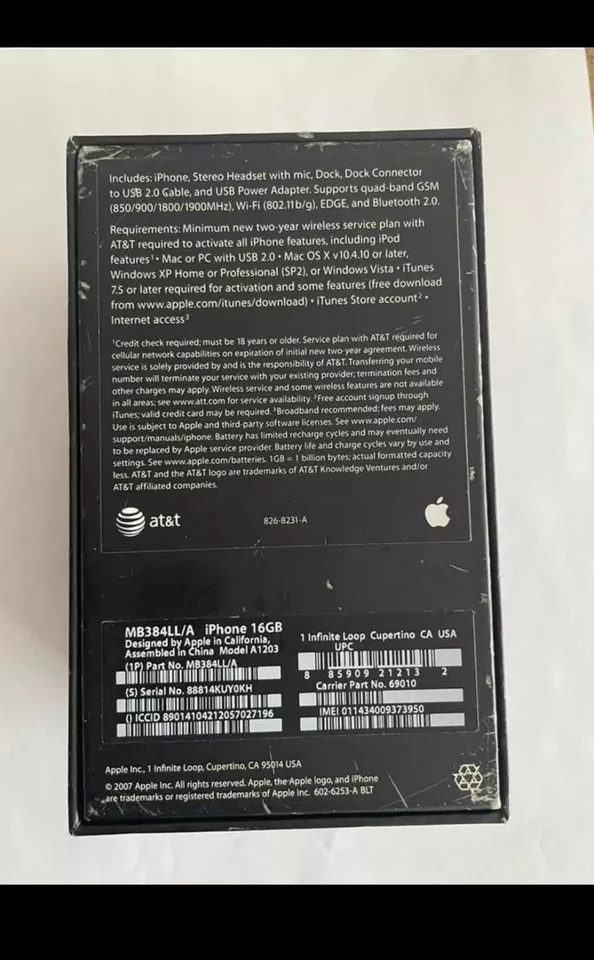 Includes: iPhone, Stereo Headset with mic, Dock, Dock Connector
to USB 2.0 Cable, and USB Power Adapter. Supports quad-band GSM
(850/900/1800/1900MHz), Wi-Fi (802.11b/g), EDGE, and Bluetooth 2.0.
Requirements: Minimum new two-year wireless service plan with
AT&T required to activate all iPhone features, including iPod
features¹ • Mac or PC with USB 2.0 • Mac OS X v10.4.10 or later,
Windows XP Home or Professional (SP2), or Windows Vista • iTunes
7.5 or later required for activation and some features (free download
from www.apple.com/itunes/download) • iTunes Store account² •
Internet access³
¹Credit check required; must be 18 years or older. Service plan with AT&T required for
cellular network capabilities on expiration of initial new two-year agreement. Wireless
service is solely provided by and is the responsibility of AT&T. Transferring your mobile
number will terminate your service with your existing provider; termination fees and
other charges may apply. Wireless service and some wireless features are not available
in all areas; see www.att.com for service availability. ²Free account signup through
iTunes; valid credit card may be required. ³Broadband recommended; fees may apply.
Use is subject to Apple and third-party software licenses. See www.apple.com/
support/manuals/iphone. Battery has limited recharge cycles and may eventually need
to be replaced by Apple service provider. Battery life and charge cycles vary by use and
settings. See www.apple.com/batteries. 1GB = 1 billion bytes; actual formatted capacity
less. AT&T and the AT&T logo are trademarks of AT&T Knowledge Ventures and/or
AT&T affiliated companies.
at&t 826-8231-A
MB384LL/A iPhone 16GB
Designed by Apple in California,
Assembled in China Model A1203
(1P) Part No. MB384LL/A
(S) Serial No. 88814KUY0KH
() ICCID 89014104212057027196
1 Infinite Loop Cupertino CA USA
UPC
8 85909 21213 2
Carrier Part No. 69010
IMEI 011434009373950
Apple Inc., 1 Infinite Loop, Cupertino, CA 95014 USA
© 2007 Apple Inc. All rights reserved. Apple, the Apple logo, and iPhone
are trademarks or registered trademarks of Apple Inc. 602-6253-A BLT